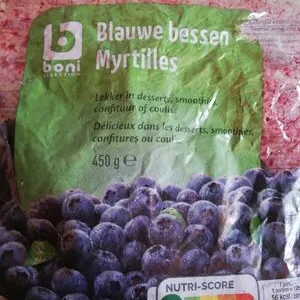 boni
SELECTION
Blauwe bessen
Myrtilles
Lekker in desserts, smoothies,
confituur of coulis.
Délicieux dans les desserts, smoothies,
confitures ou coulis.
450 g e
NUTRI-SCORE